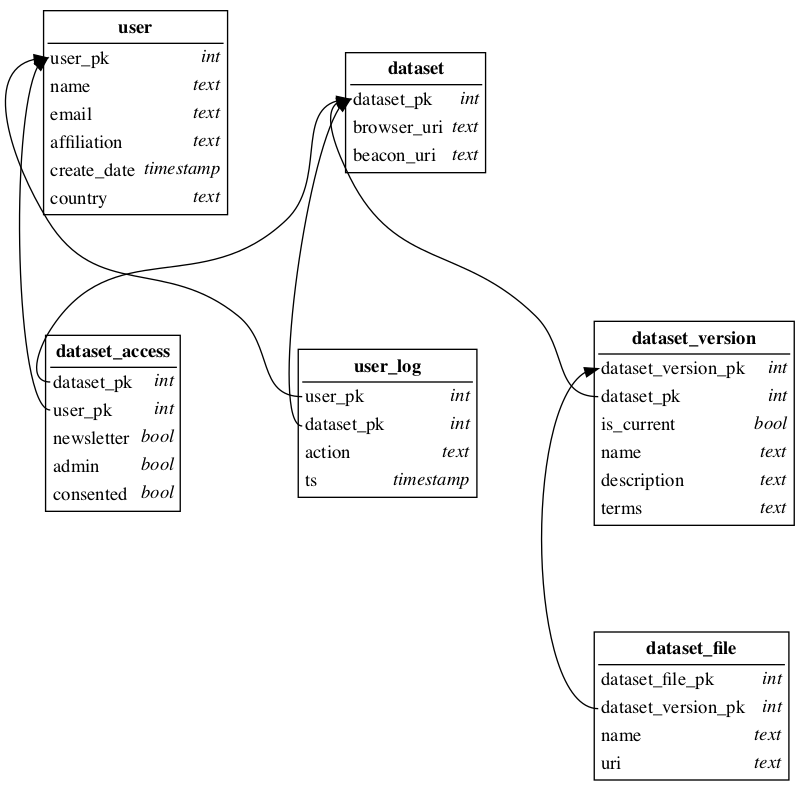 user
user_pk int
name text
email text
affiliation text
create_date timestamp
country text
dataset
dataset_pk int
browser_uri text
beacon_uri text
dataset_access
dataset_pk int
user_pk int
newsletter bool
admin bool
consented bool
user_log
user_pk int
dataset_pk int
action text
ts timestamp
dataset_version
dataset_version_pk int
dataset_pk int
is_current bool
name text
description text
terms text
dataset_file
dataset_file_pk int
dataset_version_pk int
name text
uri text